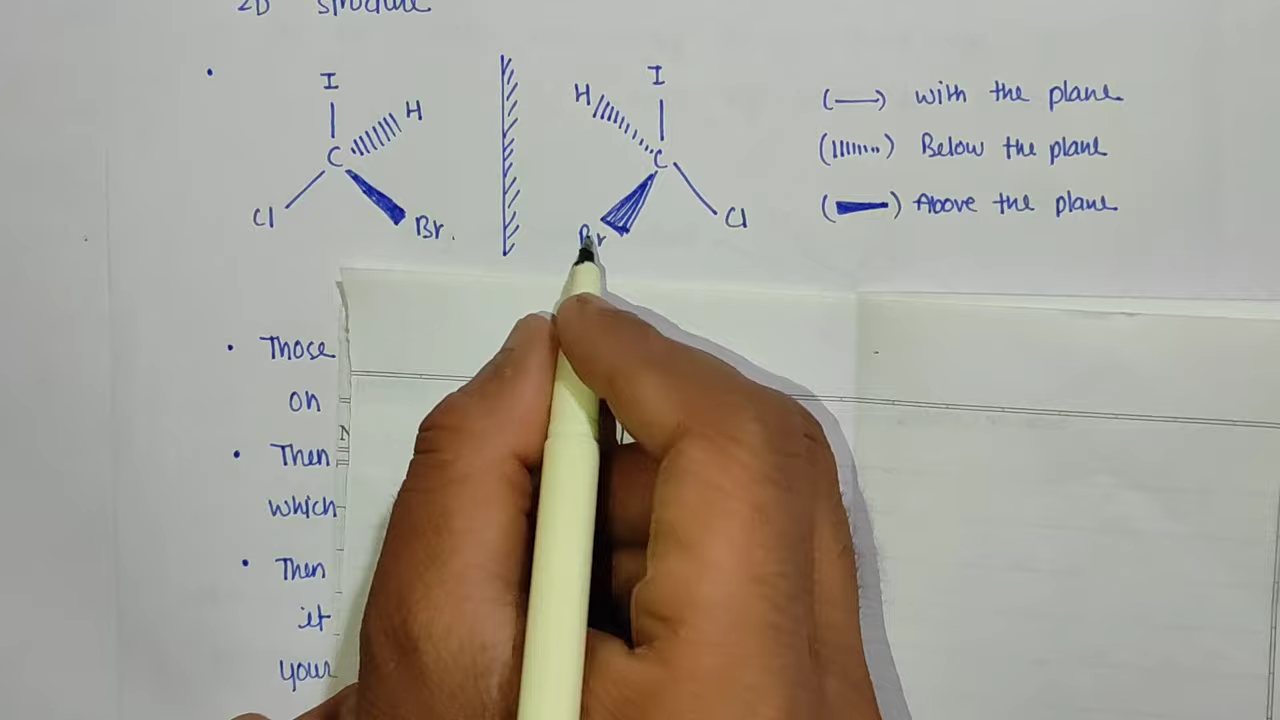 2D structure
I
H
C
Cl
Br.
H
I
C
Cl
Br
(—) with the plane
(ıııııı...) Below the plane
( ) Above the plane
• Those
on
• Then
which
• Then
it
your
N